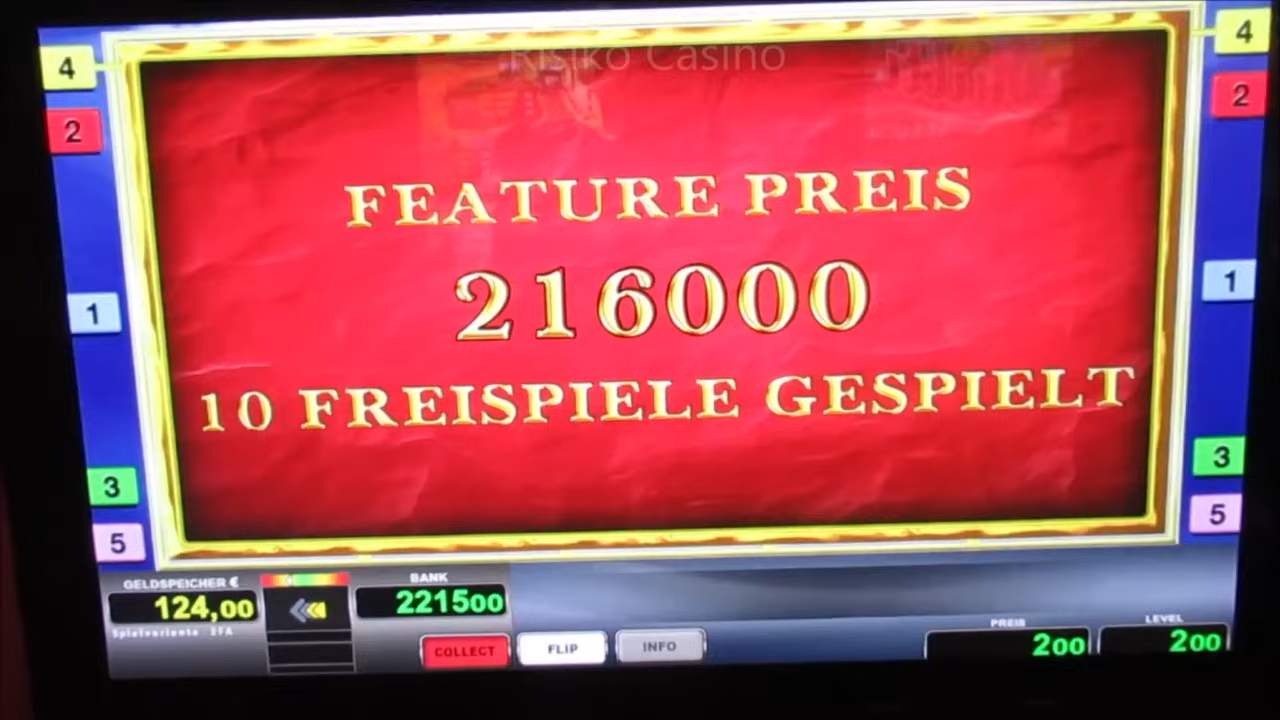 Risiko Casino
4
4
2
2
FEATURE PREIS
216000
1
1
10 FREISPIELE GESPIELT
3
3
5
5
GELDSPEICHER €
124,00
BANK
221500
Spielvariante
COLLECT
FLIP
INFO
PREIS
200
LEVEL
200